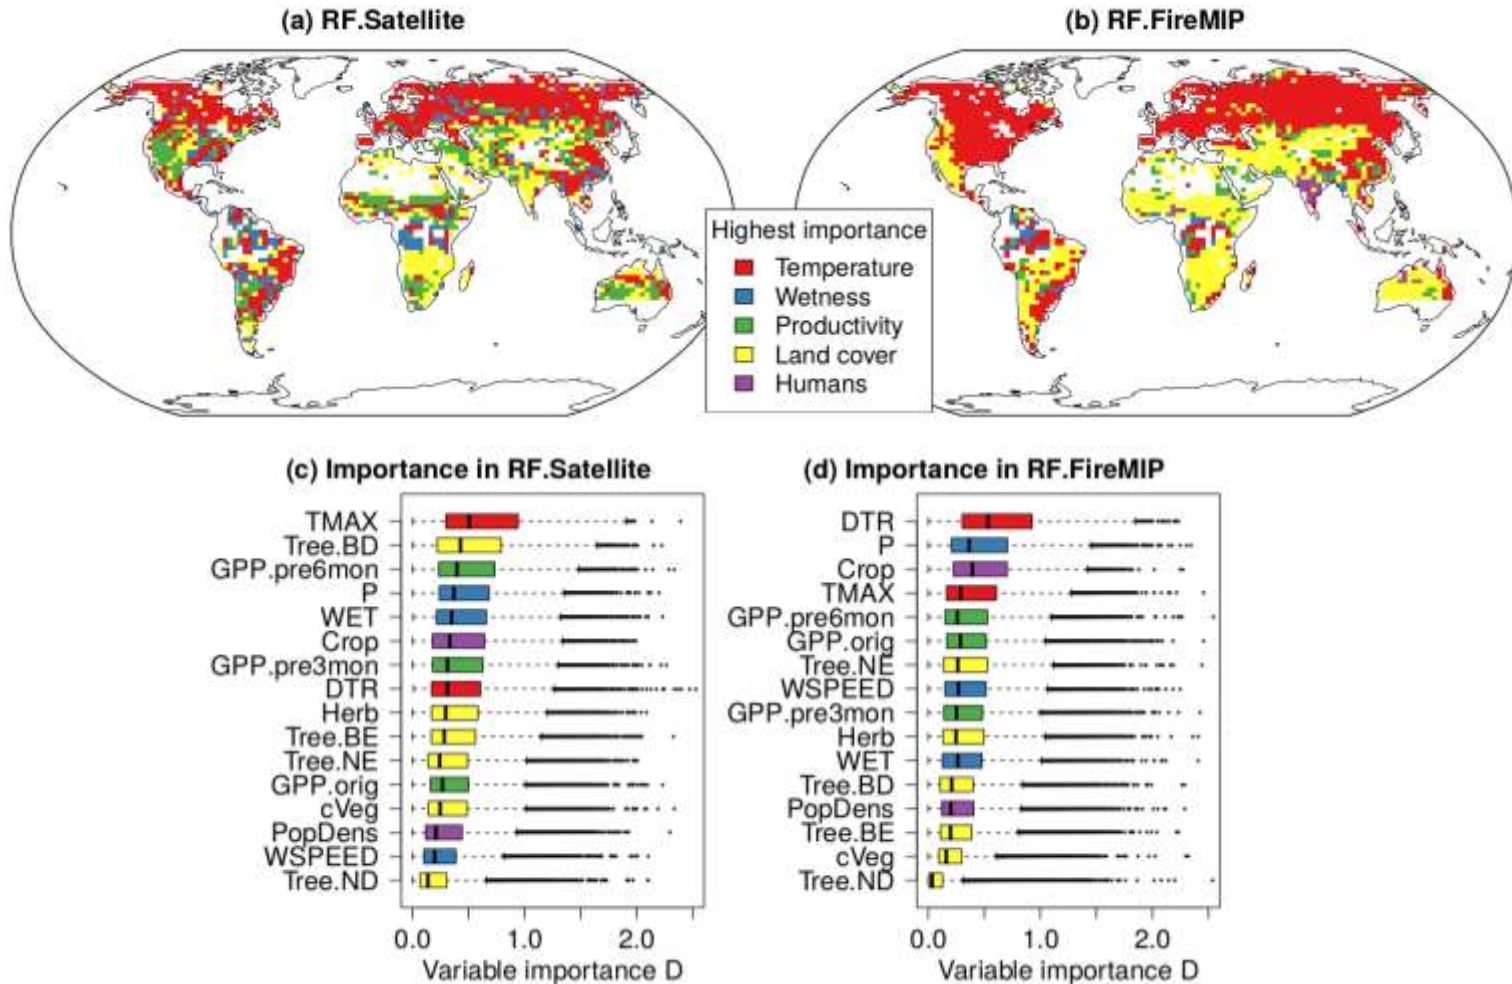 (a) RF.Satellite
(b) RF.FireMIP
Highest importance
Temperature
Wetness
Productivity
Land cover
Humans
(c) Importance in RF.Satellite
TMAX
Tree.BD
GPP.pre6mon
P
WET
Crop
GPP.pre3mon
DTR
Herb
Tree.BE
Tree.NE
GPP.orig
cVeg
PopDens
WSPEED
Tree.ND
0.0 1.0 2.0
Variable importance D
(d) Importance in RF.FireMIP
DTR
P
Crop
TMAX
GPP.pre6mon
GPP.orig
Tree.NE
WSPEED
GPP.pre3mon
Herb
WET
Tree.BD
PopDens
Tree.BE
cVeg
Tree.ND
0.0 1.0 2.0
Variable importance D